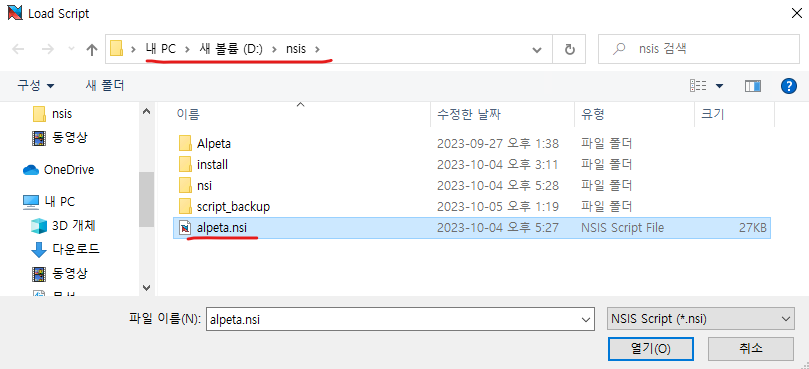 Load Script
내 PC > 새 볼륨 (D:) > nsis >
nsis 검색
구성 새 폴더
nsis
동영상
OneDrive
내 PC
3D 개체
다운로드
동영상
문서
이름 수정한 날짜 유형 크기
Alpeta 2023-09-27 오후 1:38 파일 폴더
install 2023-10-04 오후 3:11 파일 폴더
nsi 2023-10-04 오후 5:28 파일 폴더
script_backup 2023-10-05 오후 1:19 파일 폴더
alpeta.nsi 2023-10-04 오후 5:27 NSIS Script File 27KB
파일 이름(N): alpeta.nsi NSIS Script (*.nsi)
열기(O) 취소